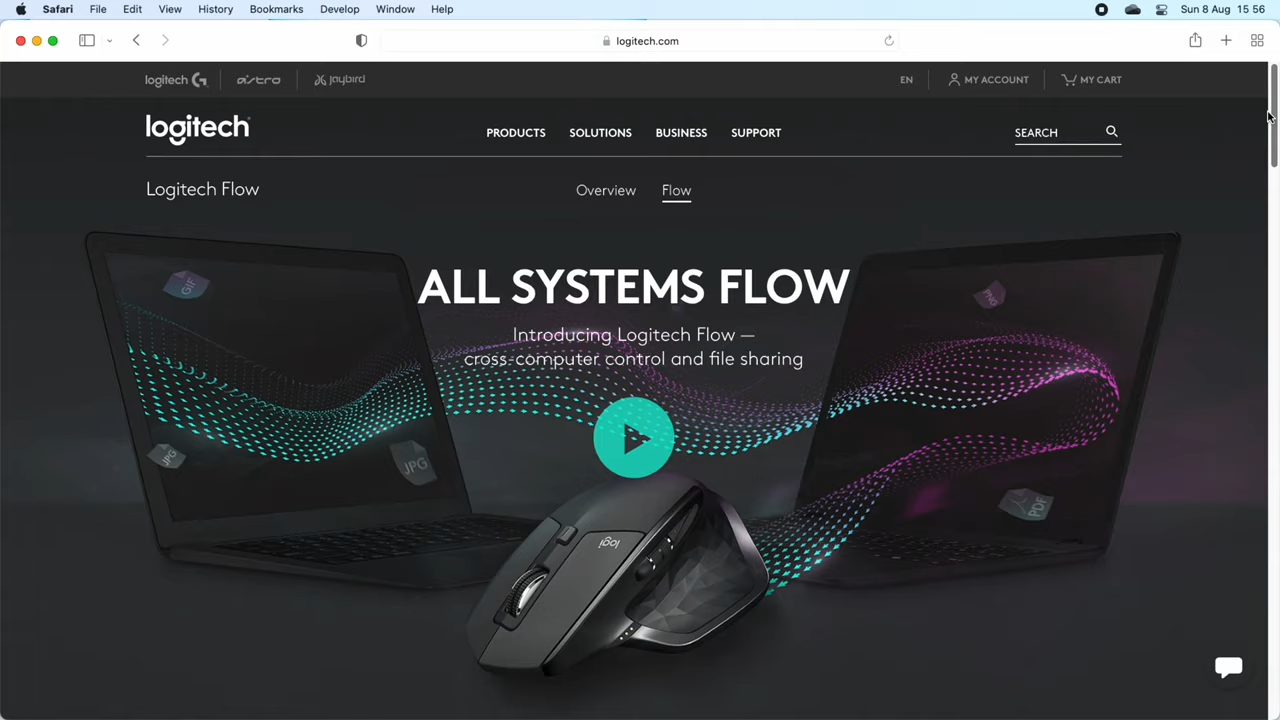 Safari File Edit View History Bookmarks Develop Window Help Sun 8 Aug 15 56
logitech.com
logitech G astro Jaybird EN MY ACCOUNT MY CART
logitech PRODUCTS SOLUTIONS BUSINESS SUPPORT SEARCH
Logitech Flow Overview Flow
GIF
PNG
ALL SYSTEMS FLOW
Introducing Logitech Flow —
cross-computer control and file sharing
JPG
JPG
PDF
logi